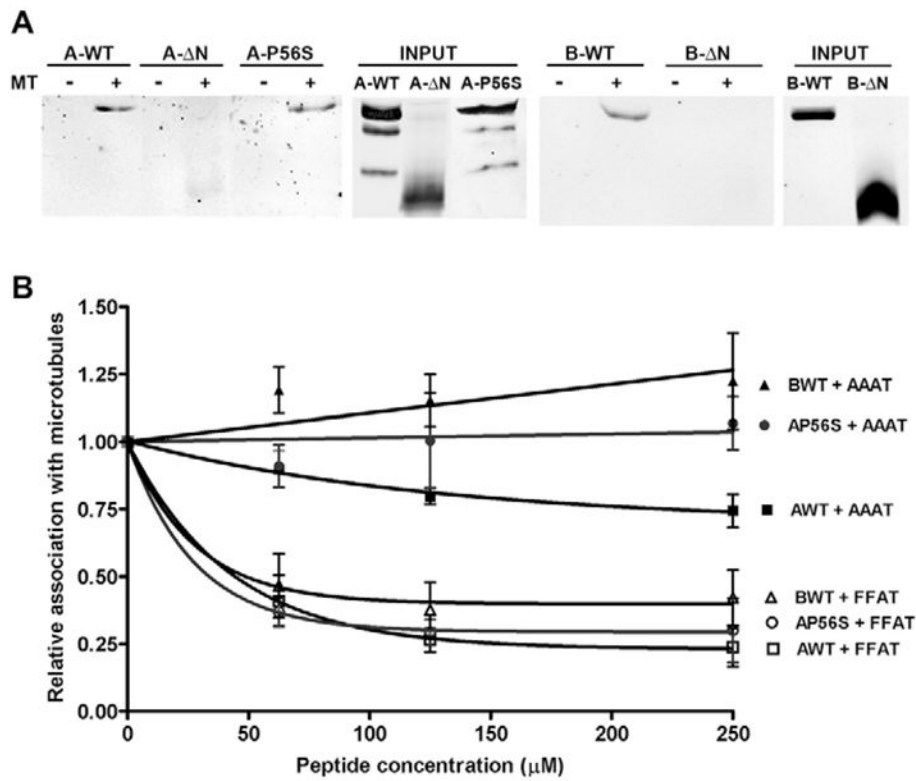 A
A-WT A-ΔN A-P56S INPUT B-WT B-ΔN INPUT
MT - + - + - + A-WT A-ΔN A-P56S - + - + B-WT B-ΔN
B
Relative association with microtubules
1.50
1.25
1.00
0.75
0.50
0.25
0.00
0 50 100 150 200 250
Peptide concentration (μM)
BWT + AAAT
AP56S + AAAT
AWT + AAAT
BWT + FFAT
AP56S + FFAT
AWT + FFAT